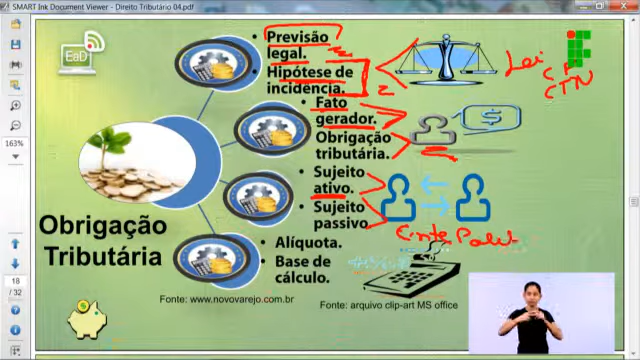 SMART Ink Document Viewer - Direito Tributário 04.pdf
EaD
• Previsão
legal.
• Hipótese de
incidencia.
Lei
CF
CTN
• Fato
gerador.
Obrigação
tributária.
$
• Sujeito
ativo.
• Sujeito
passivo
Ente
• Alíquota.
• Base de
cálculo.
Obrigação
Tributária
Fonte: www.novovarejo.com.br
Fonte: arquivo clip-art MS office
163%
18
/ 32